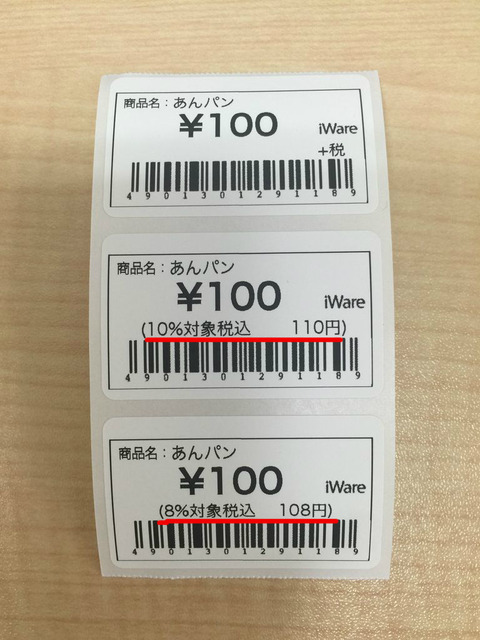 商品名：あんパン
¥100
iWare
+税
4901301291189
商品名：あんパン
¥100
iWare
(10%対象税込 110円)
4901301291189
商品名：あんパン
¥100
iWare
(8%対象税込 108円)
4901301291189